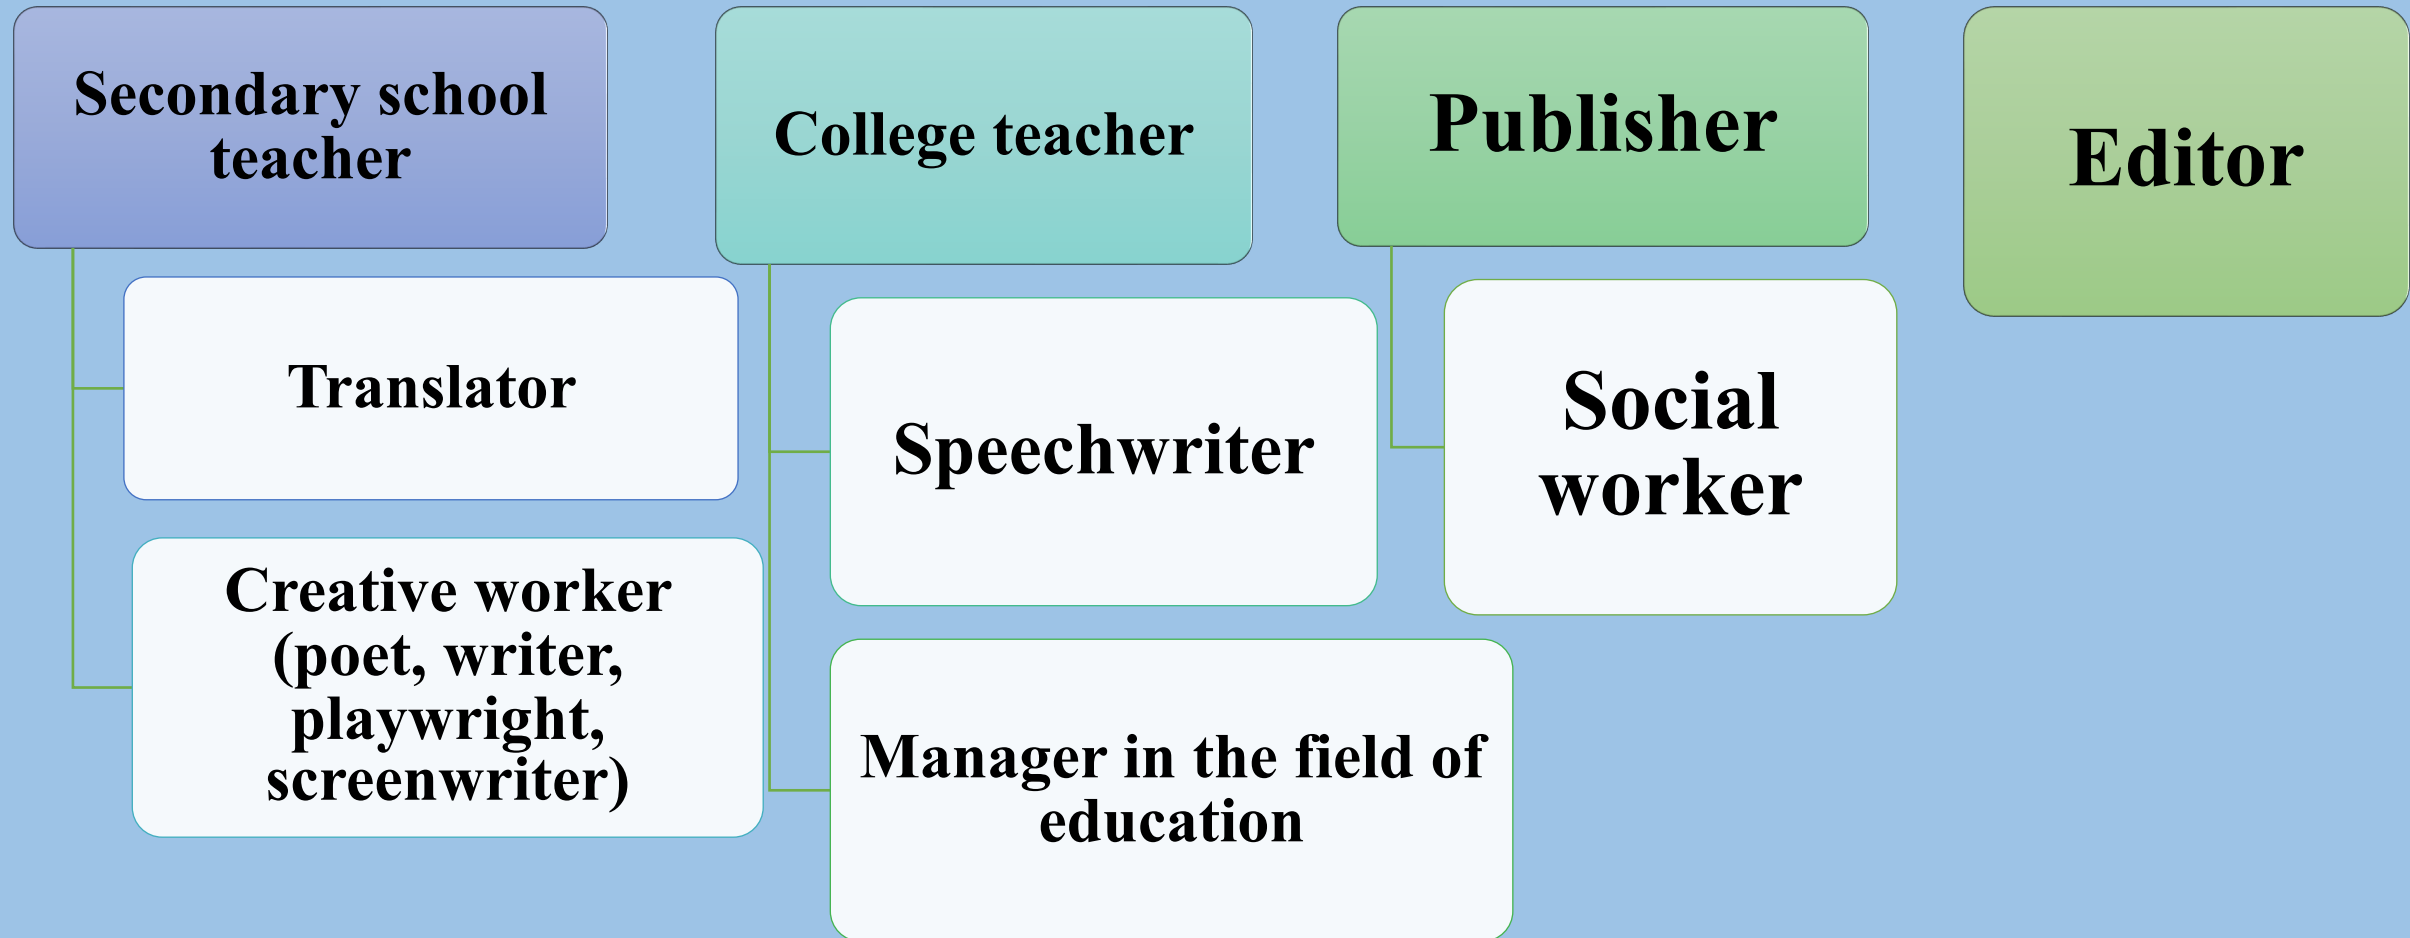 Secondary school
teacher
Translator
Creative worker
(poet, writer,
playwright,
screenwriter)
College teacher
Speechwriter
Manager in the field of
education
Publisher
Social
worker
Editor